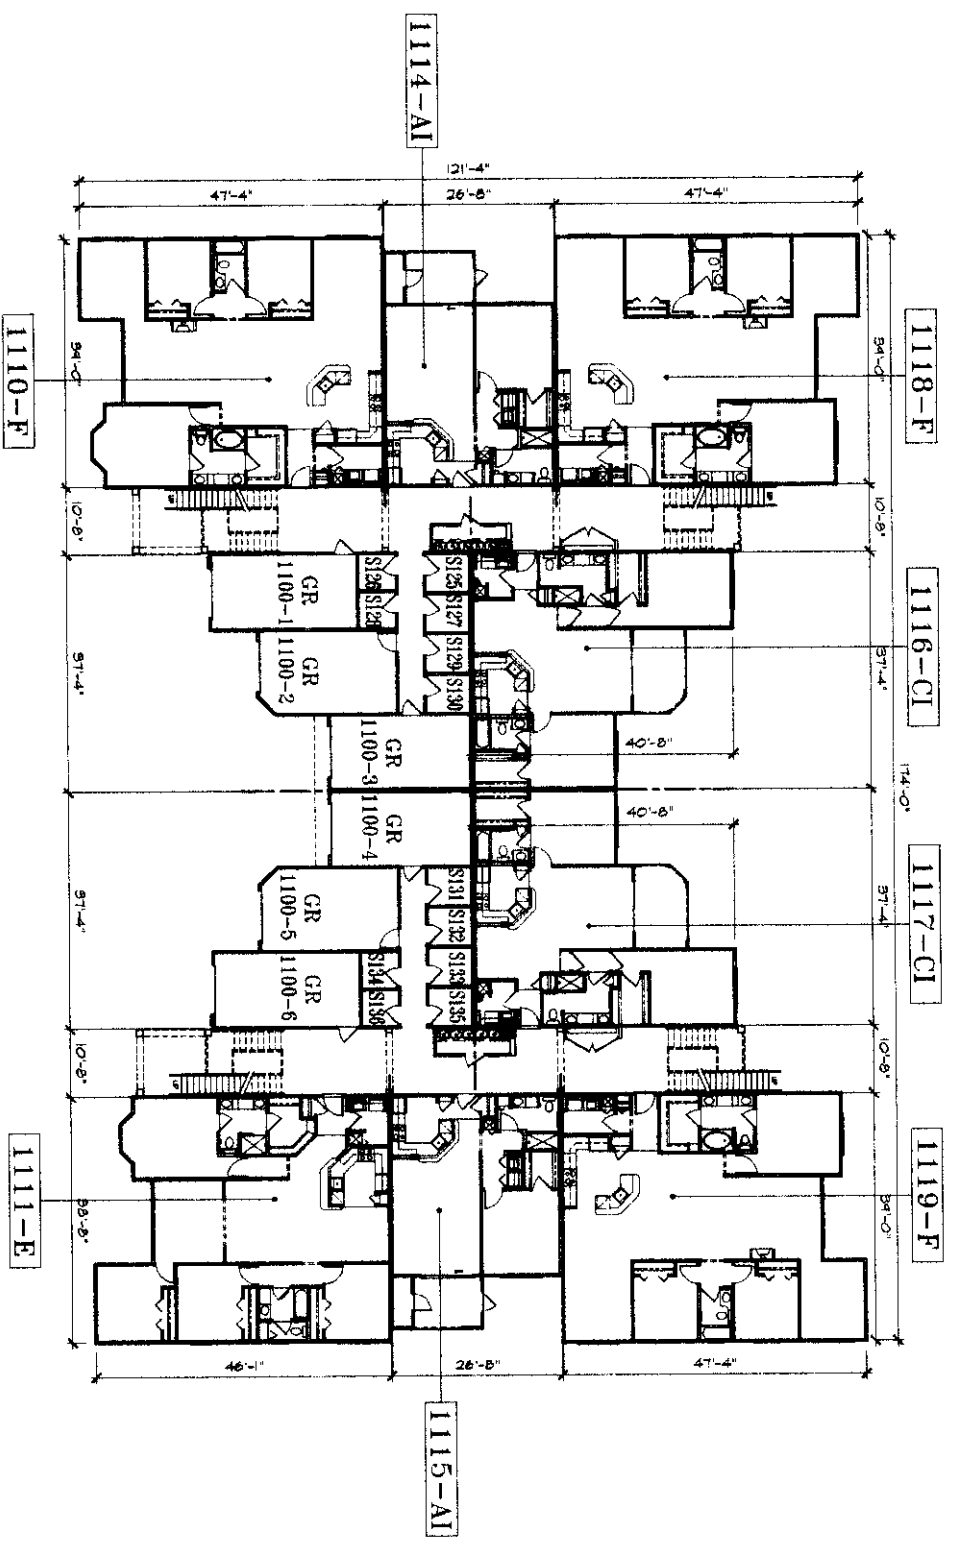 1118-F
1116-CI
1117-CI
1119-F
174'-0"
34'-0"
10'-8"
37'-4"
37'-4"
10'-8"
34'-0"
47'-4"
40'-8"
40'-8"
47'-4"
1114-AI
121'-4"
26'-8"
S125
S127
S129
S130
S131
S132
S133
S135
26'-8"
1115-AI
S126
S128
S134
S136
GR
1100-1
GR
1100-2
GR
1100-3
GR
1100-4
GR
1100-5
GR
1100-6
47'-4"
46'-1"
34'-0"
10'-8"
37'-4"
37'-4"
10'-8"
1110-F
1111-E